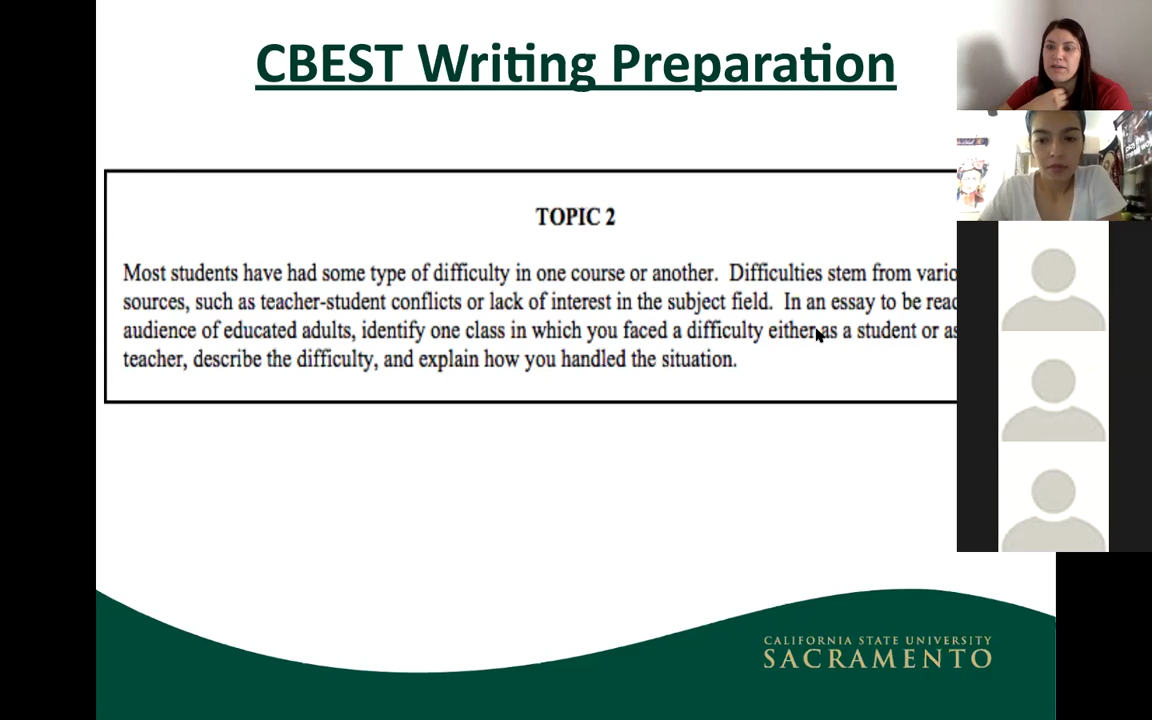 CBEST Writing Preparation
TOPIC 2
Most students have had some type of difficulty in one course or another. Difficulties stem from vario
sources, such as teacher-student conflicts or lack of interest in the subject field. In an essay to be read
audience of educated adults, identify one class in which you faced a difficulty either as a student or as
teacher, describe the difficulty, and explain how you handled the situation.
CALIFORNIA STATE UNIVERSITY
SACRAMENTO